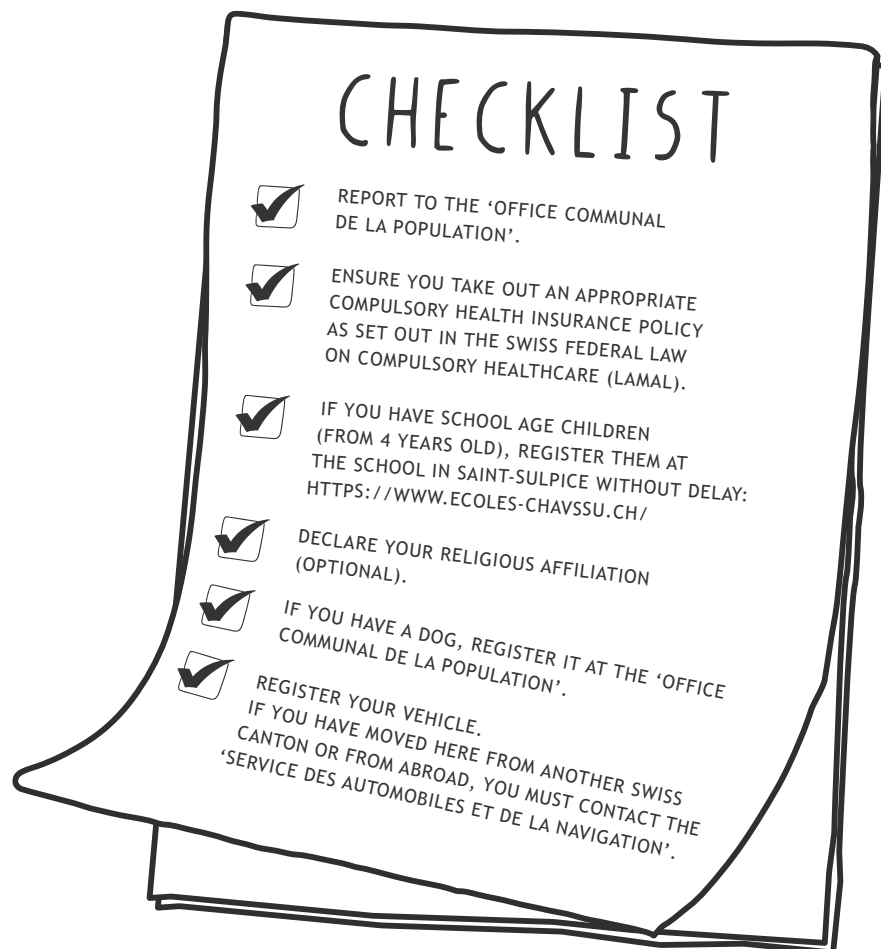 CHECKLIST
REPORT TO THE ‘OFFICE COMMUNAL
DE LA POPULATION’.
ENSURE YOU TAKE OUT AN APPROPRIATE
COMPULSORY HEALTH INSURANCE POLICY
AS SET OUT IN THE SWISS FEDERAL LAW
ON COMPULSORY HEALTHCARE (LAMAL).
IF YOU HAVE SCHOOL AGE CHILDREN
(FROM 4 YEARS OLD), REGISTER THEM AT
THE SCHOOL IN SAINT-SULPICE WITHOUT DELAY:
HTTPS://WWW.ECOLES-CHAVSSU.CH/
DECLARE YOUR RELIGIOUS AFFILIATION
(OPTIONAL).
IF YOU HAVE A DOG, REGISTER IT AT THE ‘OFFICE
COMMUNAL DE LA POPULATION’.
REGISTER YOUR VEHICLE.
IF YOU HAVE MOVED HERE FROM ANOTHER SWISS
CANTON OR FROM ABROAD, YOU MUST CONTACT THE
‘SERVICE DES AUTOMOBILES ET DE LA NAVIGATION’.